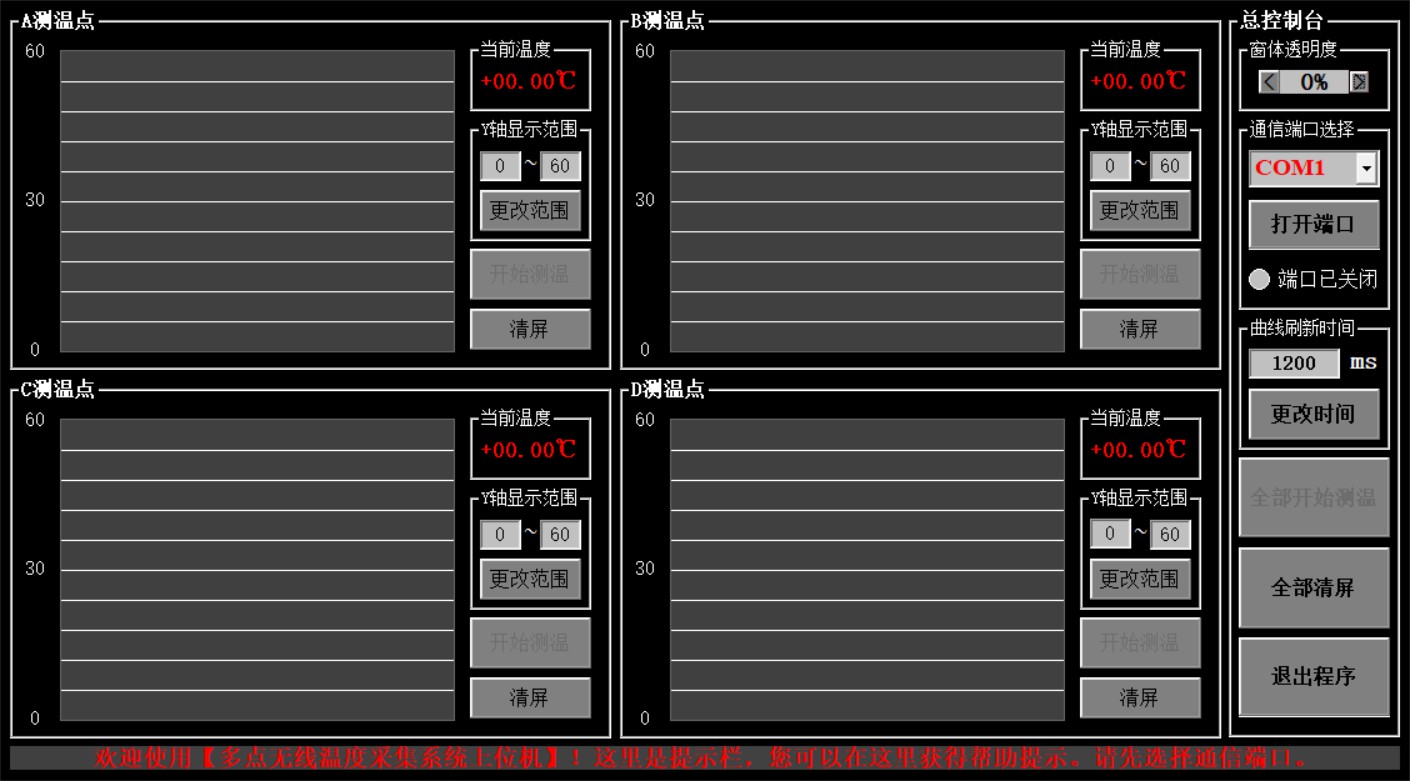 A测温点
60
30
0
当前温度
+00.00℃
Y轴显示范围
0 ~ 60
更改范围
开始测温
清屏
B测温点
60
30
0
当前温度
+00.00℃
Y轴显示范围
0 ~ 60
更改范围
开始测温
清屏
C测温点
60
30
0
当前温度
+00.00℃
Y轴显示范围
0 ~ 60
更改范围
开始测温
清屏
D测温点
60
30
0
当前温度
+00.00℃
Y轴显示范围
0 ~ 60
更改范围
开始测温
清屏
总控制台
窗体透明度
0%
通信端口选择
COM1
打开端口
端口已关闭
曲线刷新时间
1200 ms
更改时间
全部开始测温
全部清屏
退出程序
欢迎使用【多点无线温度采集系统上位机】！这里是提示栏，您可以在这里获得帮助提示。请先选择通信端口。